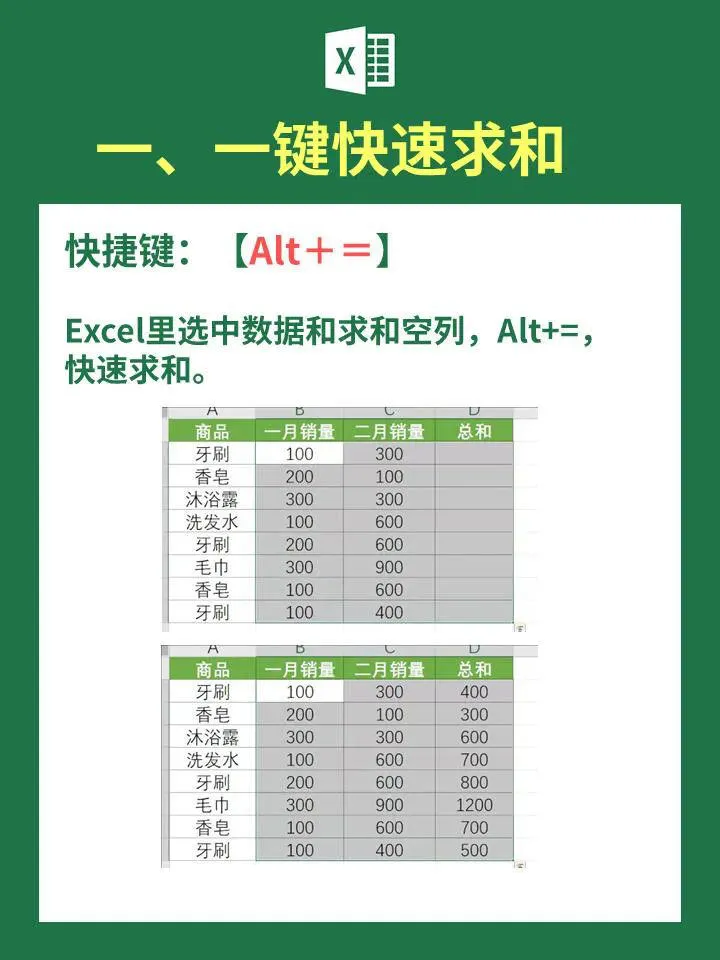 X
一、一键快速求和
快捷键：【Alt＋＝】
Excel里选中数据和求和空列，Alt+=，
快速求和。
A B C D
商品 一月销量 二月销量 总和
牙刷 100 300
香皂 200 100
沐浴露 300 300
洗发水 100 600
牙刷 200 600
毛巾 300 900
香皂 100 600
牙刷 100 400
A B C D
商品 一月销量 二月销量 总和
牙刷 100 300 400
香皂 200 100 300
沐浴露 300 300 600
洗发水 100 600 700
牙刷 200 600 800
毛巾 300 900 1200
香皂 100 600 700
牙刷 100 400 500